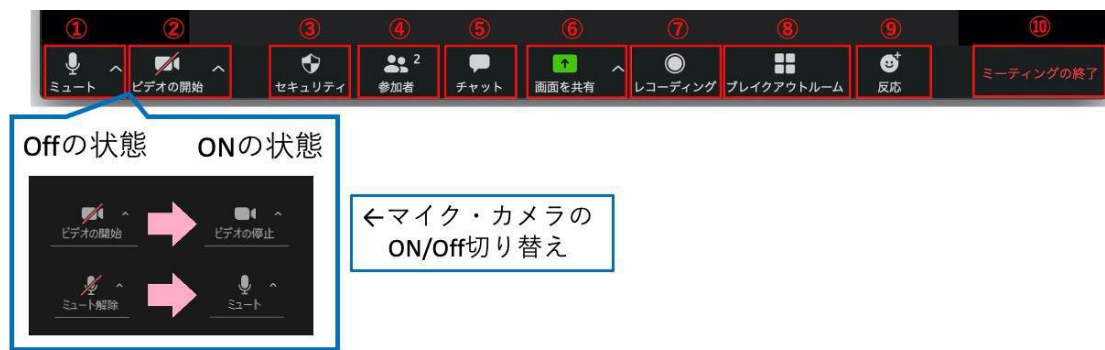 ① ② ③ ④ ⑤ ⑥ ⑦ ⑧ ⑨ ⑩
2
ミュート ビデオの開始 セキュリティ 参加者 チャット 画面を共有 レコーディング ブレイクアウトルーム 反応 ミーティングの終了
Offの状態 ONの状態
ビデオの開始 ビデオの停止
ミュート解除 ミュート
←マイク・カメラの
ON/Off切り替え